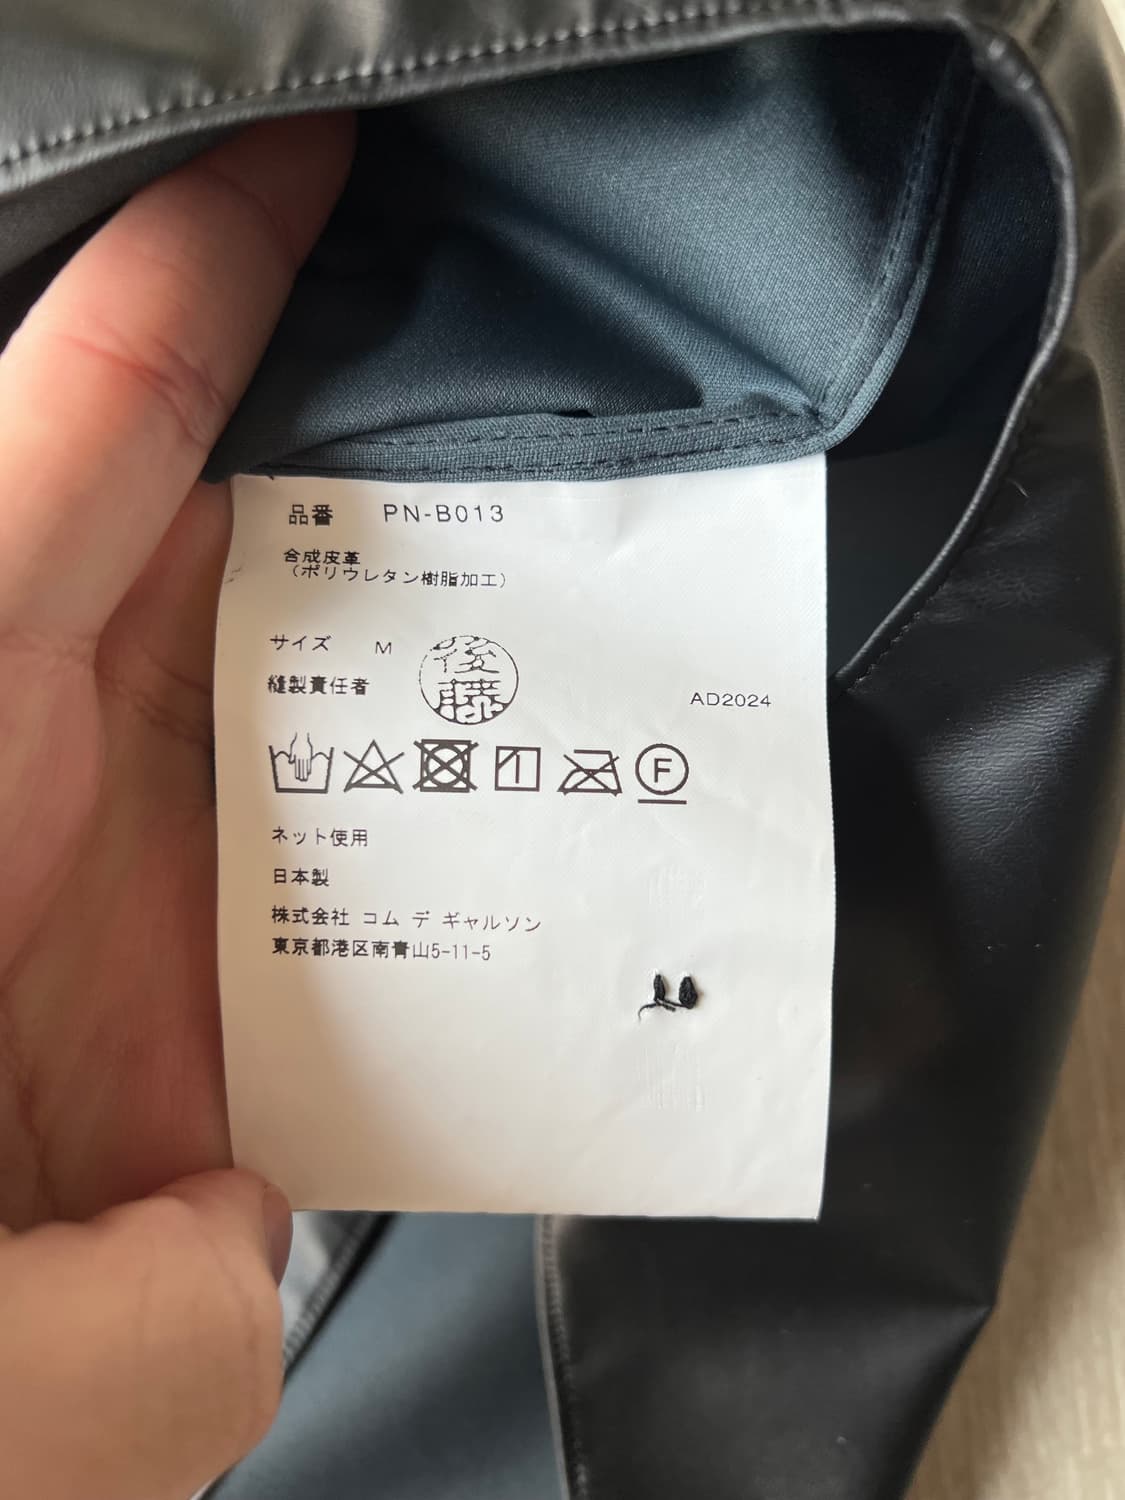 品番 PN-B013
合成皮革
（ポリウレタン樹脂加工）
サイズ M
後藤
縫製責任者
AD2024
F
ネット使用
日本製
株式会社 コム デ ギャルソン
東京都港区南青山5-11-5